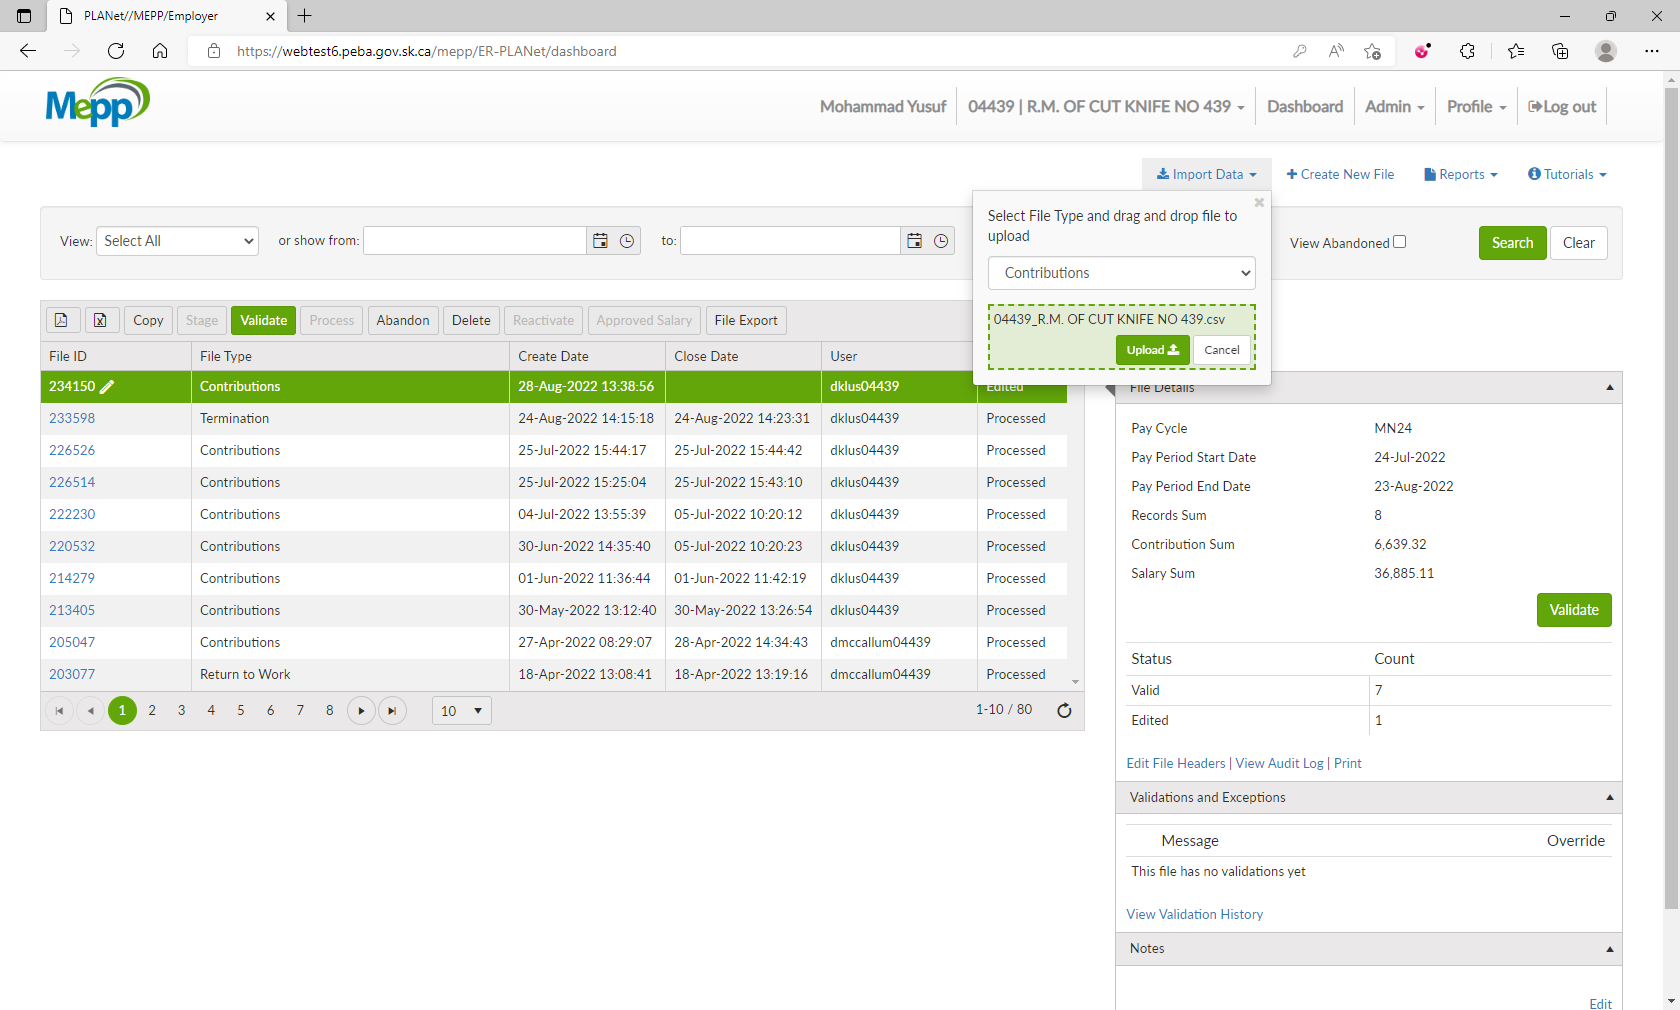 PLANet//MEPP/Employer
https://webtest6.peba.gov.sk.ca/mepp/ER-PLANet/dashboard
Mepp
Mohammad Yusuf
04439 | R.M. OF CUT KNIFE NO 439
Dashboard
Admin
Profile
Log out
Import Data
Create New File
Reports
Tutorials
Select File Type and drag and drop file to
upload
Contributions
04439_R.M. OF CUT KNIFE NO 439.csv
Upload
Cancel
View: Select All
or show from:
to:
View Abandoned
Search
Clear
Copy
Stage
Validate
Process
Abandon
Delete
Reactivate
Approved Salary
File Export
File ID File Type Create Date Close Date User
234150 Contributions 28-Aug-2022 13:38:56 dklus04439 Edited
233598 Termination 24-Aug-2022 14:15:18 24-Aug-2022 14:23:31 dklus04439 Processed
226526 Contributions 25-Jul-2022 15:44:17 25-Jul-2022 15:44:42 dklus04439 Processed
226514 Contributions 25-Jul-2022 15:25:04 25-Jul-2022 15:43:10 dklus04439 Processed
222230 Contributions 04-Jul-2022 13:55:39 05-Jul-2022 10:20:12 dklus04439 Processed
220532 Contributions 30-Jun-2022 14:35:40 05-Jul-2022 10:20:23 dklus04439 Processed
214279 Contributions 01-Jun-2022 11:36:44 01-Jun-2022 11:42:19 dklus04439 Processed
213405 Contributions 30-May-2022 13:12:40 30-May-2022 13:26:54 dklus04439 Processed
205047 Contributions 27-Apr-2022 08:29:07 28-Apr-2022 14:34:43 dmccallum04439 Processed
203077 Return to Work 18-Apr-2022 13:08:41 18-Apr-2022 13:19:16 dmccallum04439 Processed
1 2 3 4 5 6 7 8
10
1-10 / 80
File Details
Pay Cycle MN24
Pay Period Start Date 24-Jul-2022
Pay Period End Date 23-Aug-2022
Records Sum 8
Contribution Sum 6,639.32
Salary Sum 36,885.11
Validate
Status Count
Valid 7
Edited 1
Edit File Headers | View Audit Log | Print
Validations and Exceptions
Message Override
This file has no validations yet
View Validation History
Notes
Edit